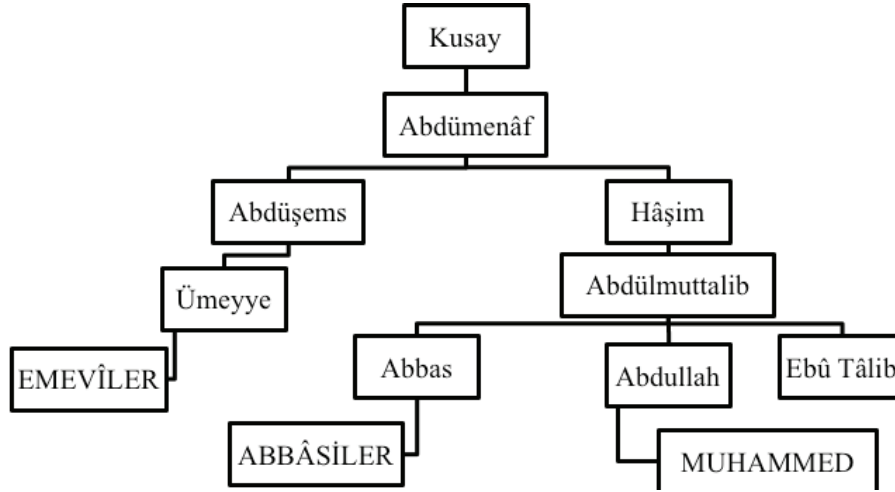 Kusay
Abdümenâf
Abdüşems
Hâşim
Ümeyye
Abdülmuttalib
EMEVÎLER
Abbas
Abdullah
Ebû Tâlib
ABBÂSİLER
MUHAMMED